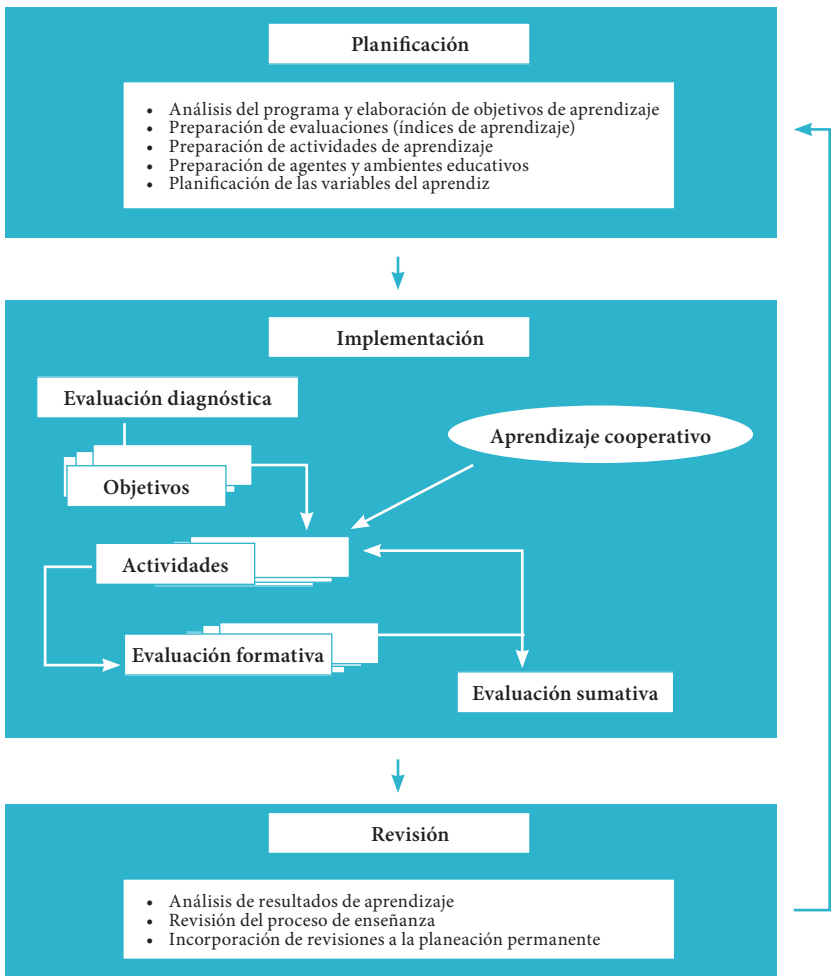 Planificación
• Análisis del programa y elaboración de objetivos de aprendizaje
• Preparación de evaluaciones (índices de aprendizaje)
• Preparación de actividades de aprendizaje
• Preparación de agentes y ambientes educativos
• Planificación de las variables del aprendiz
Implementación
Evaluación diagnóstica
Aprendizaje cooperativo
Objetivos
Actividades
Evaluación formativa
Evaluación sumativa
Revisión
• Análisis de resultados de aprendizaje
• Revisión del proceso de enseñanza
• Incorporación de revisiones a la planeación permanente